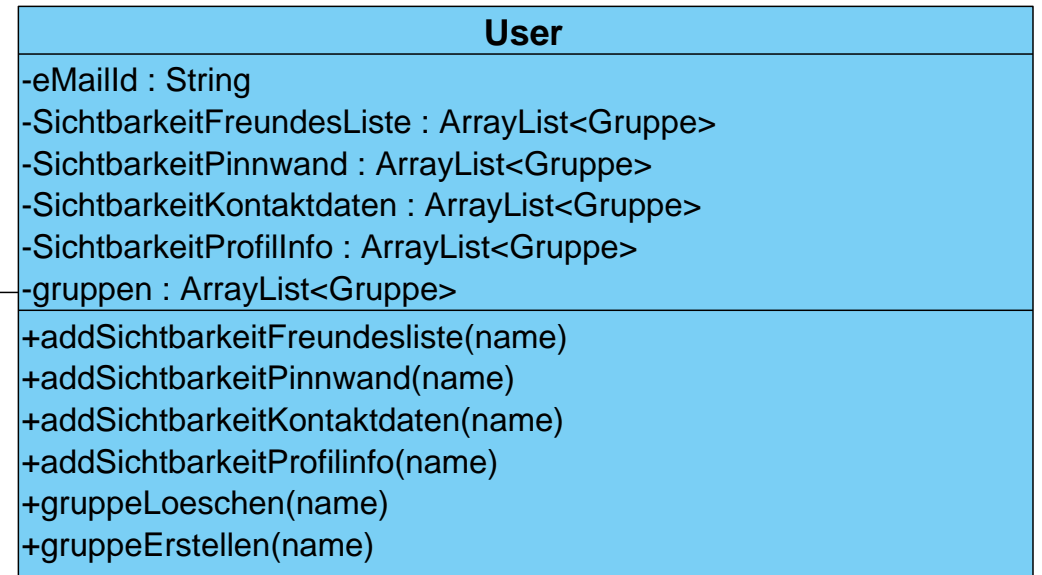 User
-eMailId : String
-SichtbarkeitFreundesListe : ArrayList<Gruppe>
-SichtbarkeitPinnwand : ArrayList<Gruppe>
-SichtbarkeitKontaktdaten : ArrayList<Gruppe>
-SichtbarkeitProfilInfo : ArrayList<Gruppe>
-gruppen : ArrayList<Gruppe>
+addSichtbarkeitFreundesliste(name)
+addSichtbarkeitPinnwand(name)
+addSichtbarkeitKontaktdaten(name)
+addSichtbarkeitProfilinfo(name)
+gruppeLoeschen(name)
+gruppeErstellen(name)